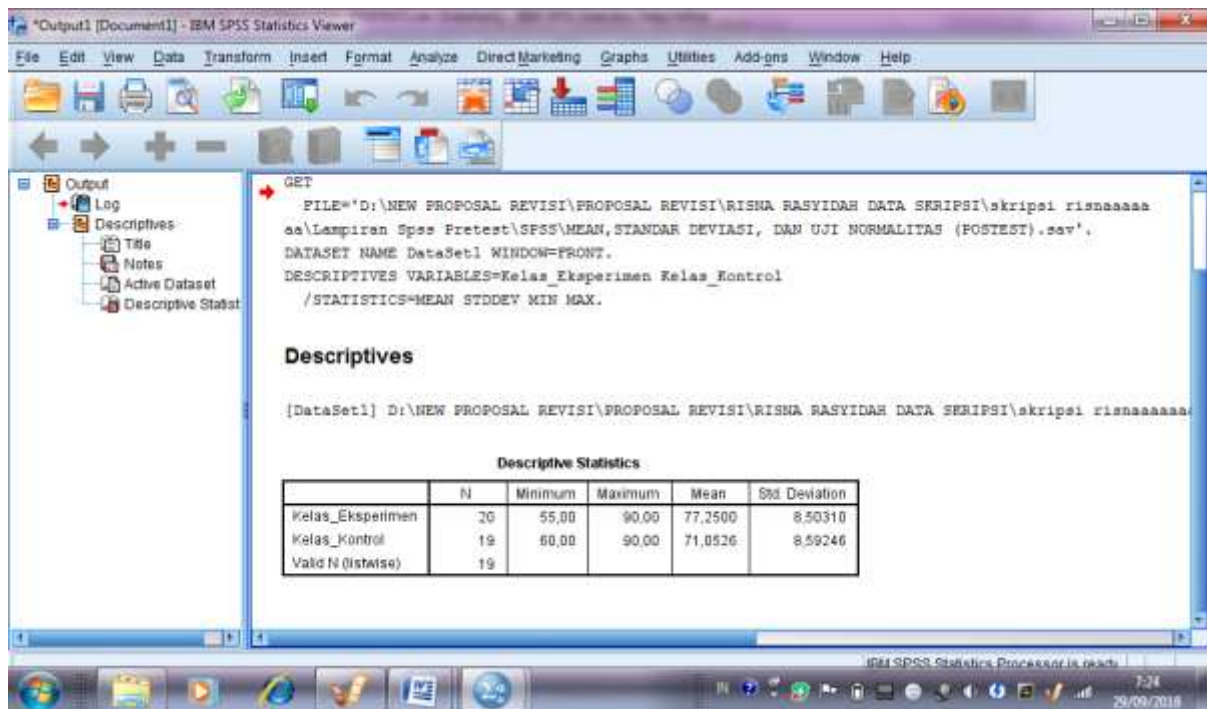 *Output1 [Document1] - IBM SPSS Statistics Viewer
File Edit View Data Transform Insert Format Analyze Direct Marketing Graphs Utilities Add-ons Window Help
Output
Log
Descriptives
Title
Notes
Active Dataset
Descriptive Statist
GET
FILE='D:\NEW PROPOSAL REVISI\PROPOSAL REVISI\RISNA RASYIDAH DATA SKRIPSI\skripsi risnaaaaa
aa\Lampiran Spss Pretest\SPSS\MEAN,STANDAR DEVIASI, DAN UJI NORMALITAS (POSTEST).sav'.
DATASET NAME DataSet1 WINDOW=FRONT.
DESCRIPTIVES VARIABLES=Kelas_Eksperimen Kelas_Kontrol
/STATISTICS=MEAN STDDEV MIN MAX.
Descriptives
[DataSet1] D:\NEW PROPOSAL REVISI\PROPOSAL REVISI\RISNA RASYIDAH DATA SKRIPSI\skripsi risnaaaaaaa
Descriptive Statistics
N Minimum Maximum Mean Std. Deviation
Kelas_Eksperimen 20 55,00 90,00 77,2500 8,50310
Kelas_Kontrol 19 60,00 90,00 71,0526 8,59246
Valid N (listwise) 19
IBM SPSS Statistics Processor is ready
IN
7:24
29/09/2016